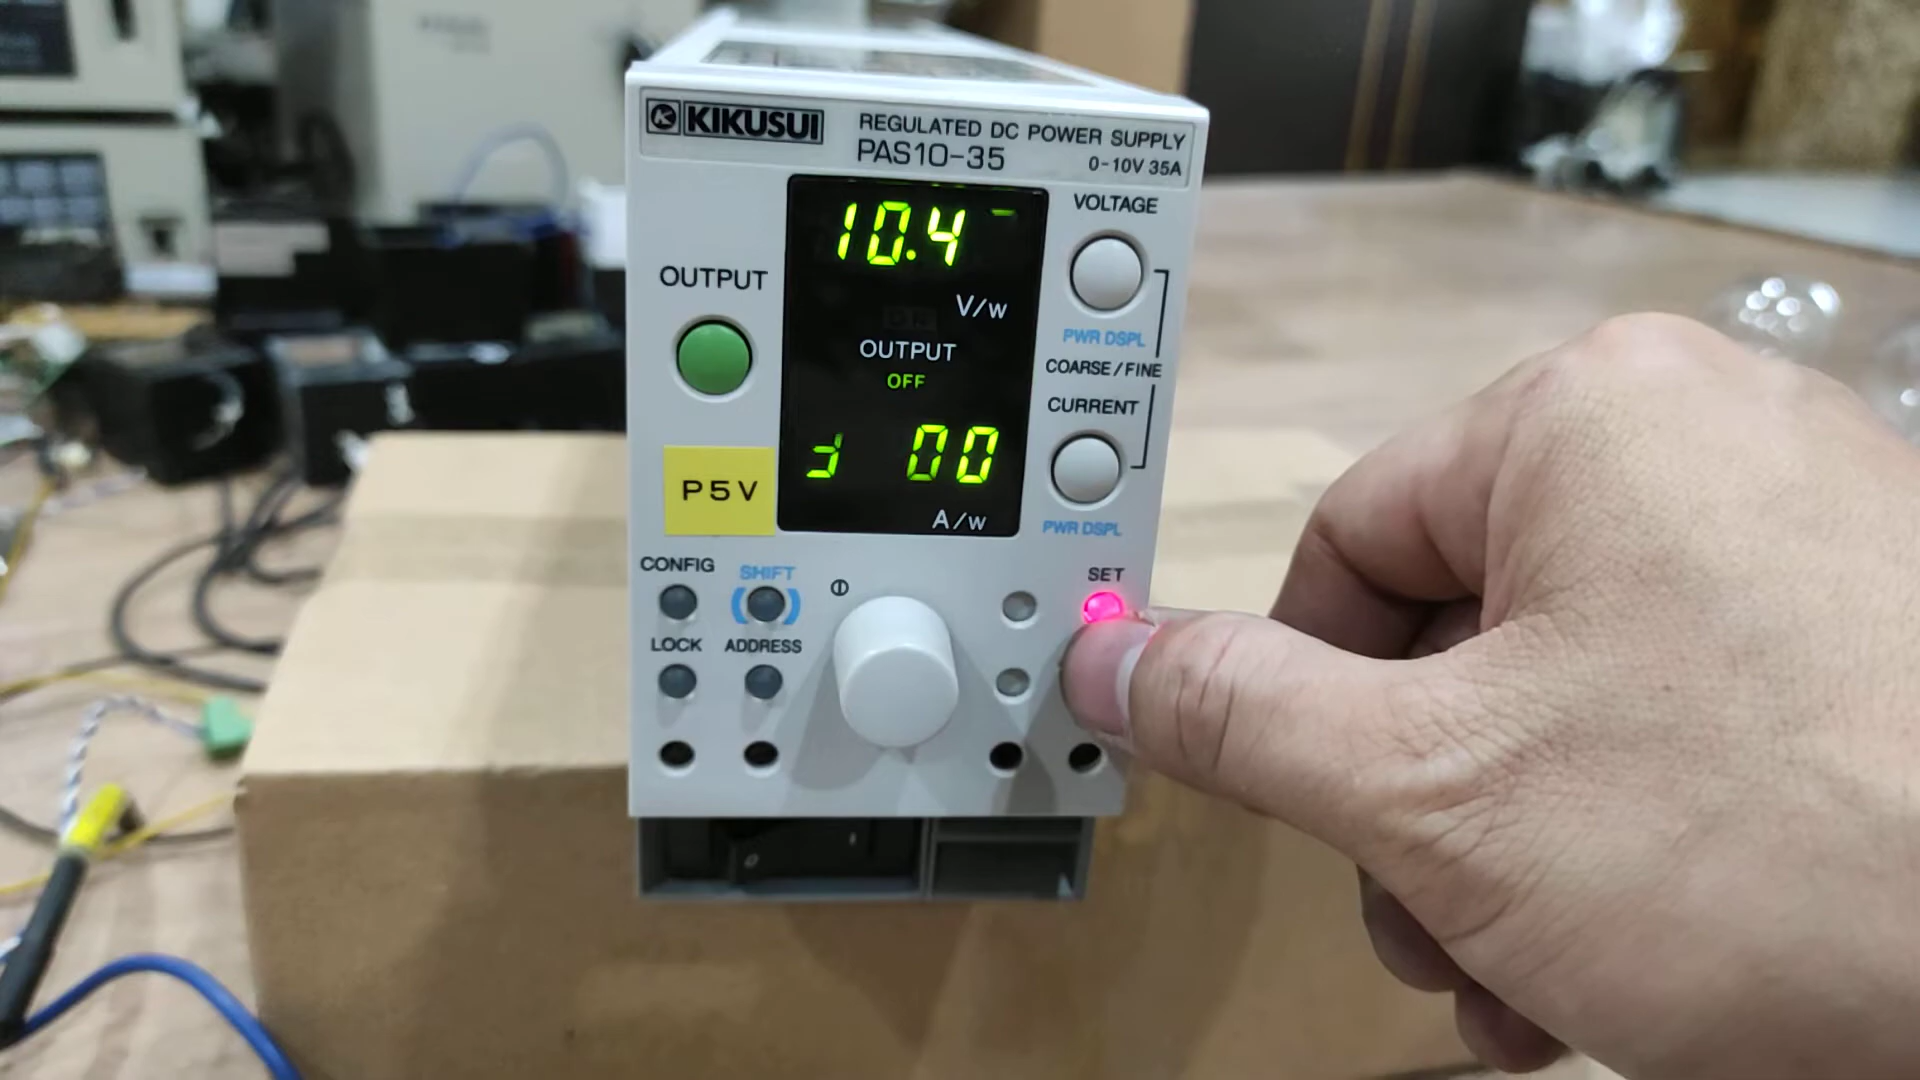 KIKUSUI
REGULATED DC POWER SUPPLY
PAS10-35
0-10V 35A
VOLTAGE
10.4
OUTPUT
V/W
PWR DSPL
OUTPUT
OFF
COARSE/FINE
CURRENT
00
P5V
A/W
PWR DSPL
CONFIG
SHIFT
SET
LOCK
ADDRESS